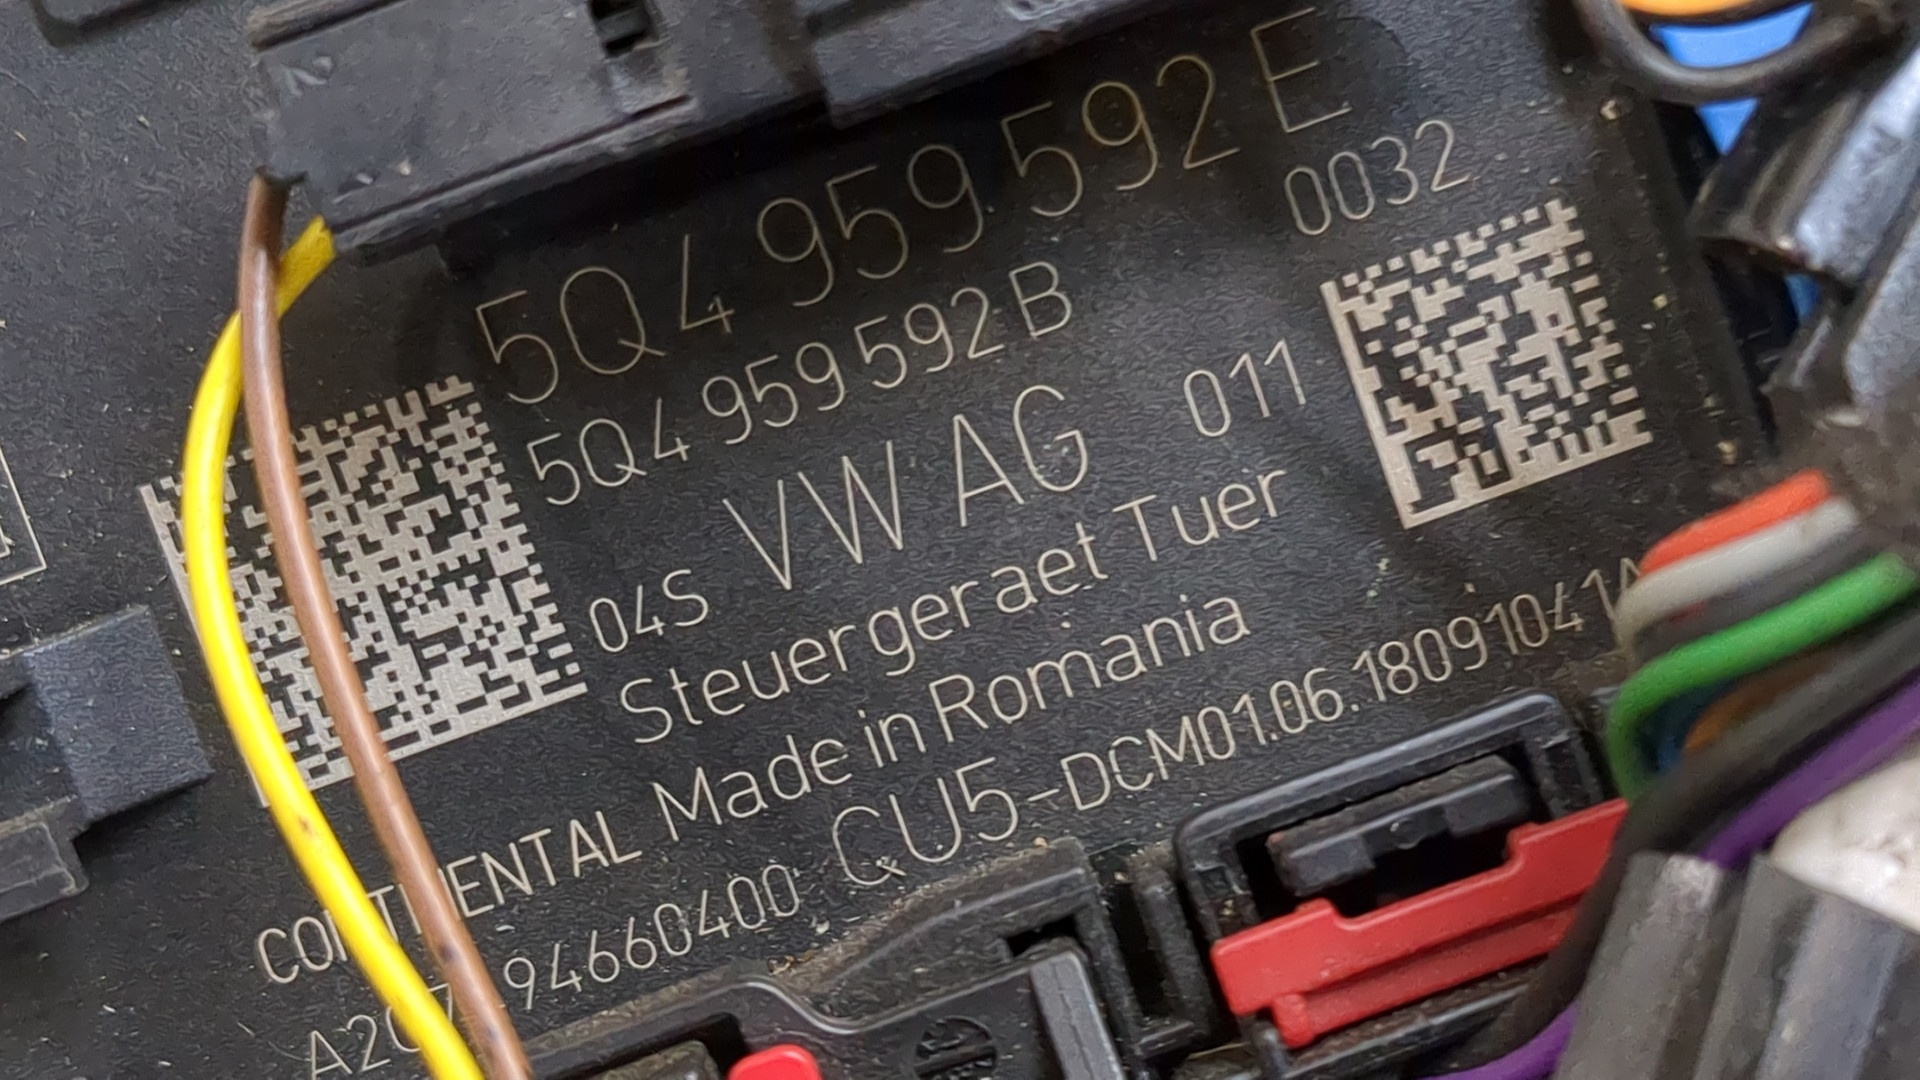 5Q4 959 592 E
0032
5Q4 959 592 B
011
VW AG
04S
Steuergeraet Tuer
Made in Romania
CONTINENTAL
CU5-DCM01.06.18091041
94660400